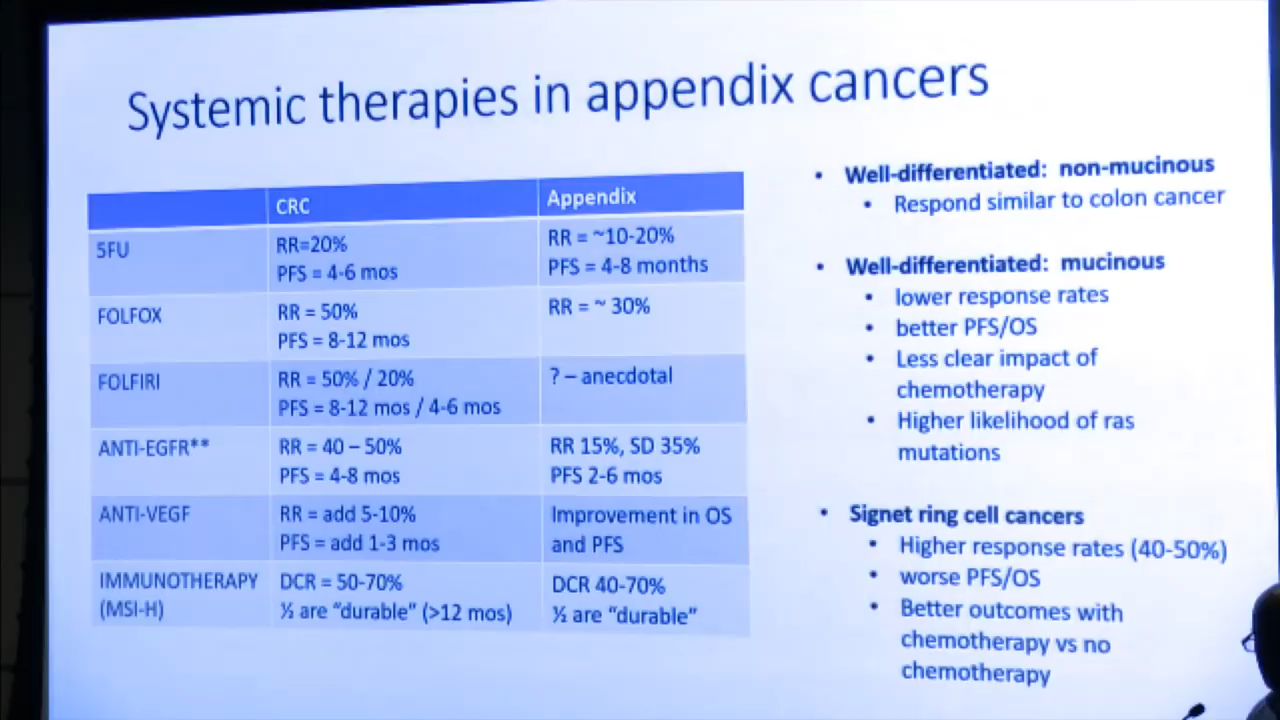 Systemic therapies in appendix cancers
CRC
Appendix
5FU
RR=20%
PFS = 4-6 mos
RR = ~10-20%
PFS = 4-8 months
FOLFOX
RR = 50%
PFS = 8-12 mos
RR = ~ 30%
FOLFIRI
RR = 50% / 20%
PFS = 8-12 mos / 4-6 mos
? – anecdotal
ANTI-EGFR**
RR = 40 – 50%
PFS = 4-8 mos
RR 15%, SD 35%
PFS 2-6 mos
ANTI-VEGF
RR = add 5-10%
PFS = add 1-3 mos
Improvement in OS
and PFS
IMMUNOTHERAPY
(MSI-H)
DCR = 50-70%
½ are “durable” (>12 mos)
DCR 40-70%
½ are “durable”
• Well-differentiated: non-mucinous
• Respond similar to colon cancer
• Well-differentiated: mucinous
• lower response rates
• better PFS/OS
• Less clear impact of
chemotherapy
• Higher likelihood of ras
mutations
• Signet ring cell cancers
• Higher response rates (40-50%)
• worse PFS/OS
• Better outcomes with
chemotherapy vs no
chemotherapy